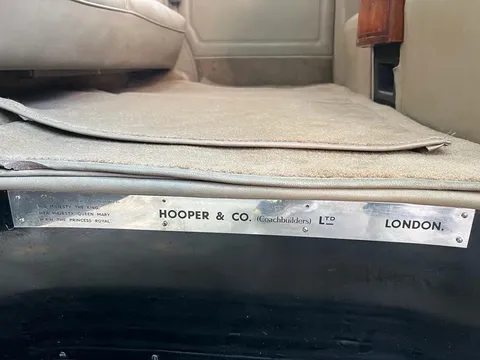 HIS MAJESTY THE KING
HER MAJESTY QUEEN MARY
H.R.H. THE PRINCESS ROYAL
HOOPER & CO. (Coachbuilders) LTD LONDON.